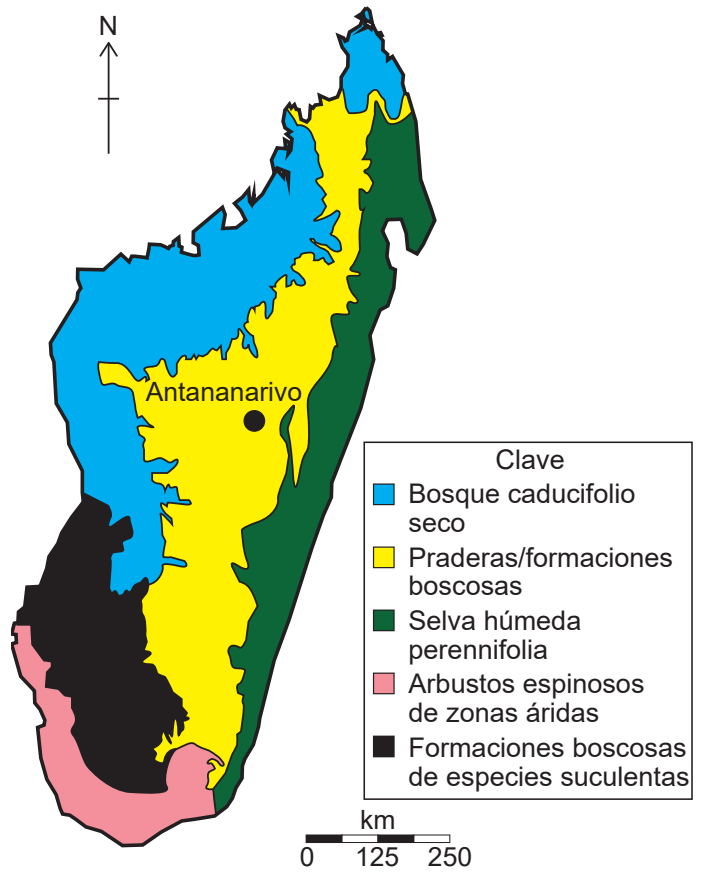 N
Antananarivo
Clave
Bosque caducifolio
seco
Praderas/formaciones
boscosas
Selva húmeda
perennifolia
Arbustos espinosos
de zonas áridas
Formaciones boscosas
de especies suculentas
km
0 125 250